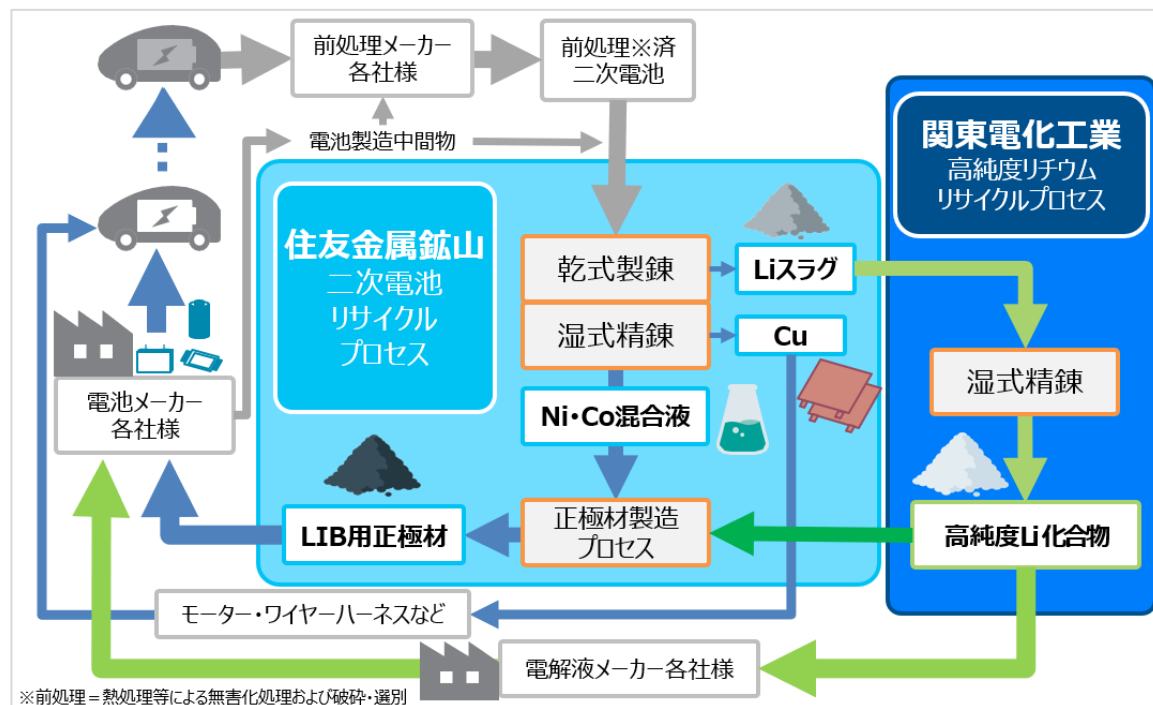 前処理メーカー
各社様
前処理※済
二次電池
電池製造中間物
関東電化工業
高純度リチウム
リサイクルプロセス
住友金属鉱山
二次電池
リサイクル
プロセス
乾式製錬
Liスラグ
湿式精錬
Cu
湿式精錬
電池メーカー
各社様
Ni・Co混合液
LIB用正極材
正極材製造
プロセス
高純度Li化合物
モーター・ワイヤーハーネスなど
電解液メーカー各社様
※前処理＝熱処理等による無害化処理および破砕・選別